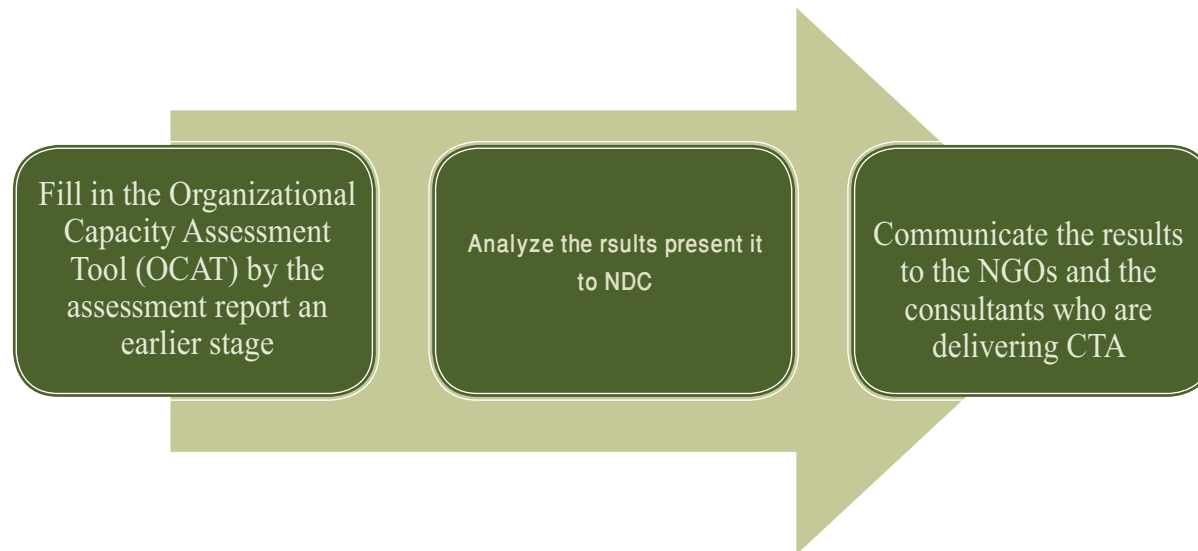 Fill in the Organizational
Capacity Assessment
Tool (OCAT) by the
assessment report an
earlier stage
Analyze the rsults present it
to NDC
Communicate the results
to the NGOs and the
consultants who are
delivering CTA